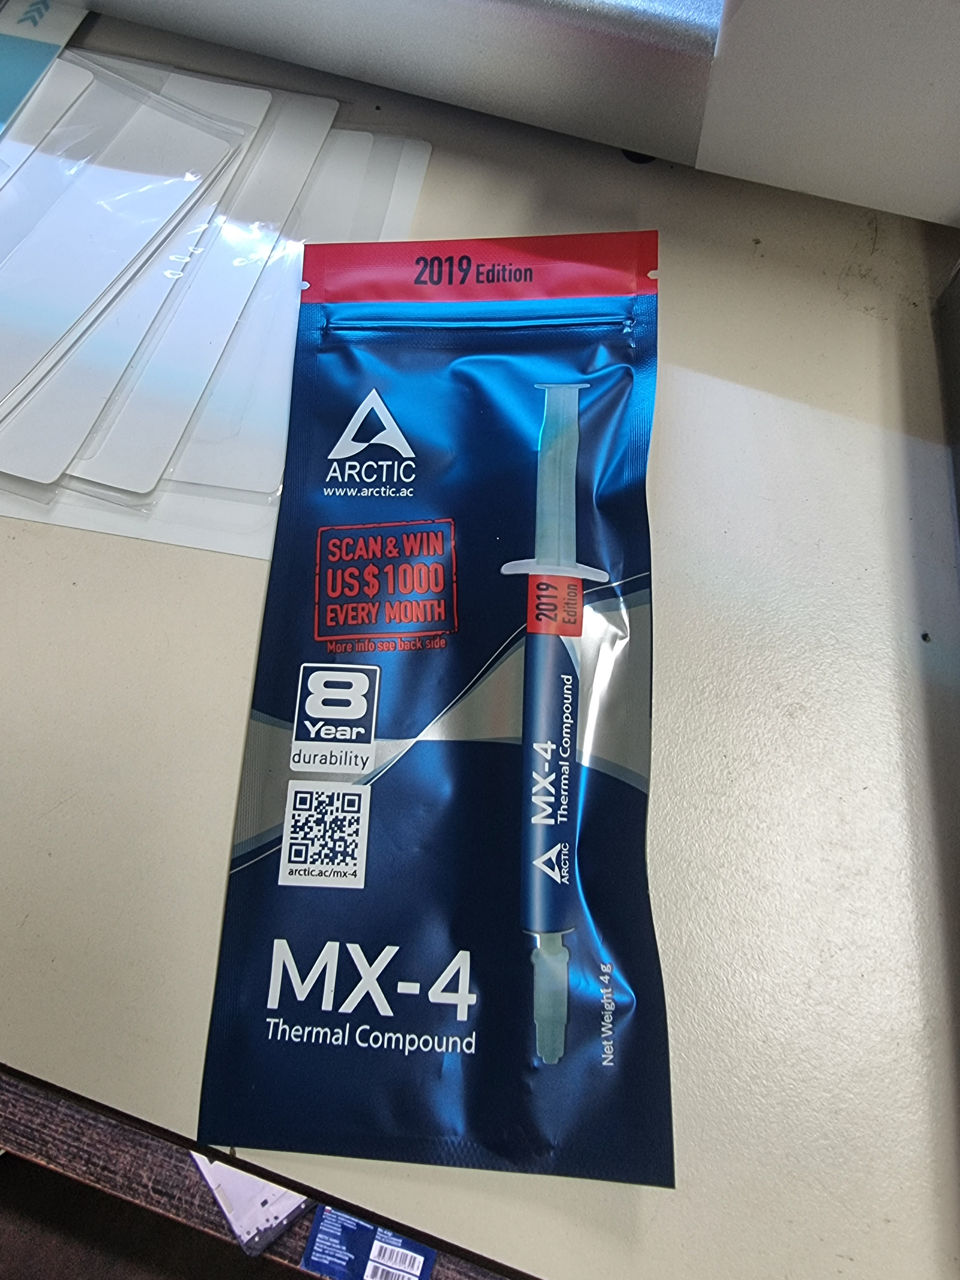 2019 Edition
ARCTIC
www.arctic.ac
SCAN & WIN
US $1000
EVERY MONTH
More info see back side
8
Year
durability
arctic.ac/mx-4
MX-4
Thermal Compound
2019
Edition
MX-4
Thermal Compound
ARCTIC
Net Weight 4g